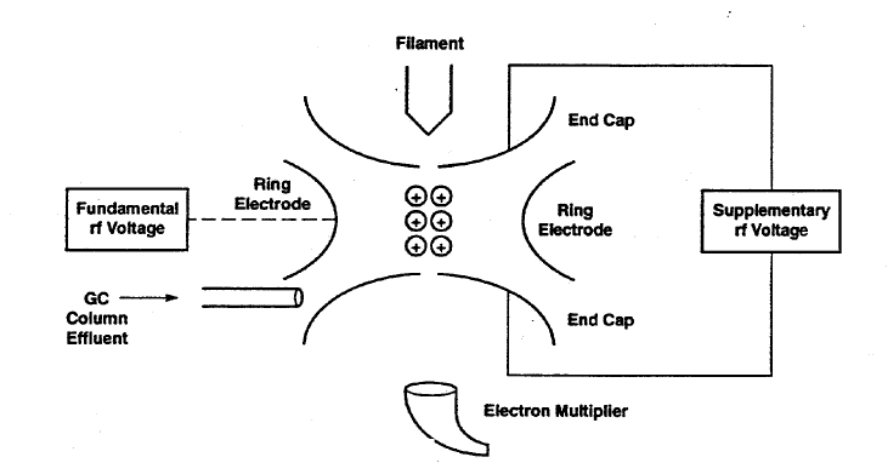 Filament
End Cap
Ring
Electrode
Fundamental
rf Voltage
Ring
Electrode
Supplementary
rf Voltage
GC
Column
Effluent
End Cap
Electron Multiplier
+ +
+ +
+ +